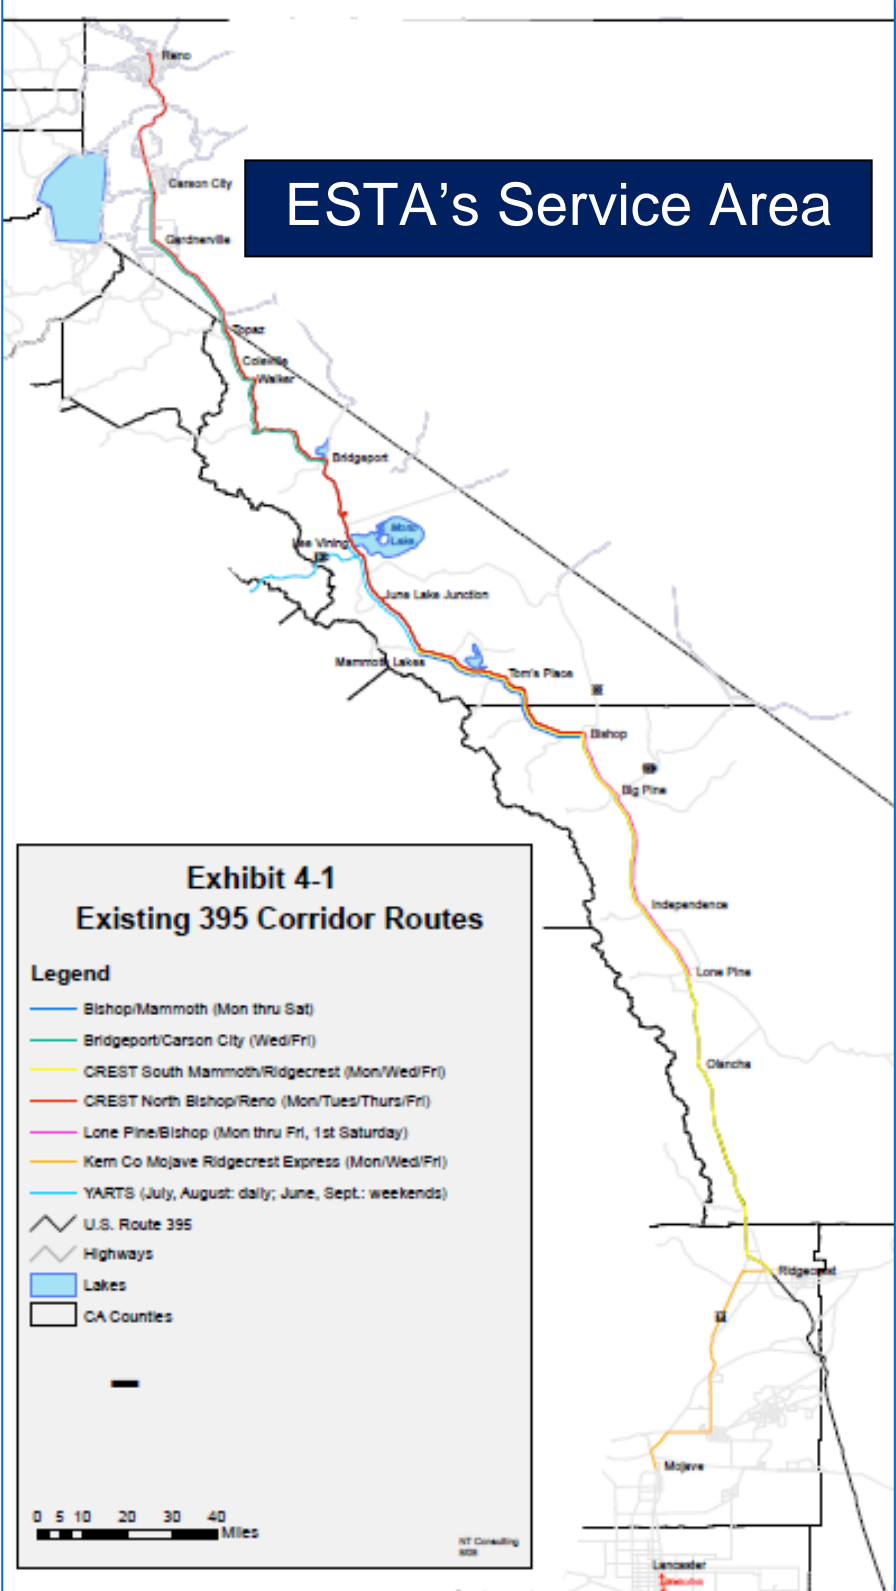 Reno
ESTA's Service Area
Carson City
Gardnerville
Topaz
Coleville
Walker
Bridgeport
Mono
Lake
Lee Vining
June Lake Junction
Mammoth Lakes
Tom's Place
Bishop
Big Pine
Independence
Lone Pine
Olancha
Ridgecrest
Mojave
Lancaster
Exhibit 4-1
Existing 395 Corridor Routes
Legend
Bishop/Mammoth (Mon thru Sat)
Bridgeport/Carson City (Wed/Fri)
CREST South Mammoth/Ridgecrest (Mon/Wed/Fri)
CREST North Bishop/Reno (Mon/Tues/Thurs/Fri)
Lone Pine/Bishop (Mon thru Fri, 1st Saturday)
Kern Co Mojave Ridgecrest Express (Mon/Wed/Fri)
YARTS (July, August: daily; June, Sept.: weekends)
U.S. Route 395
Highways
Lakes
CA Counties
0 5 10 20 30 40
Miles
NT Consulting